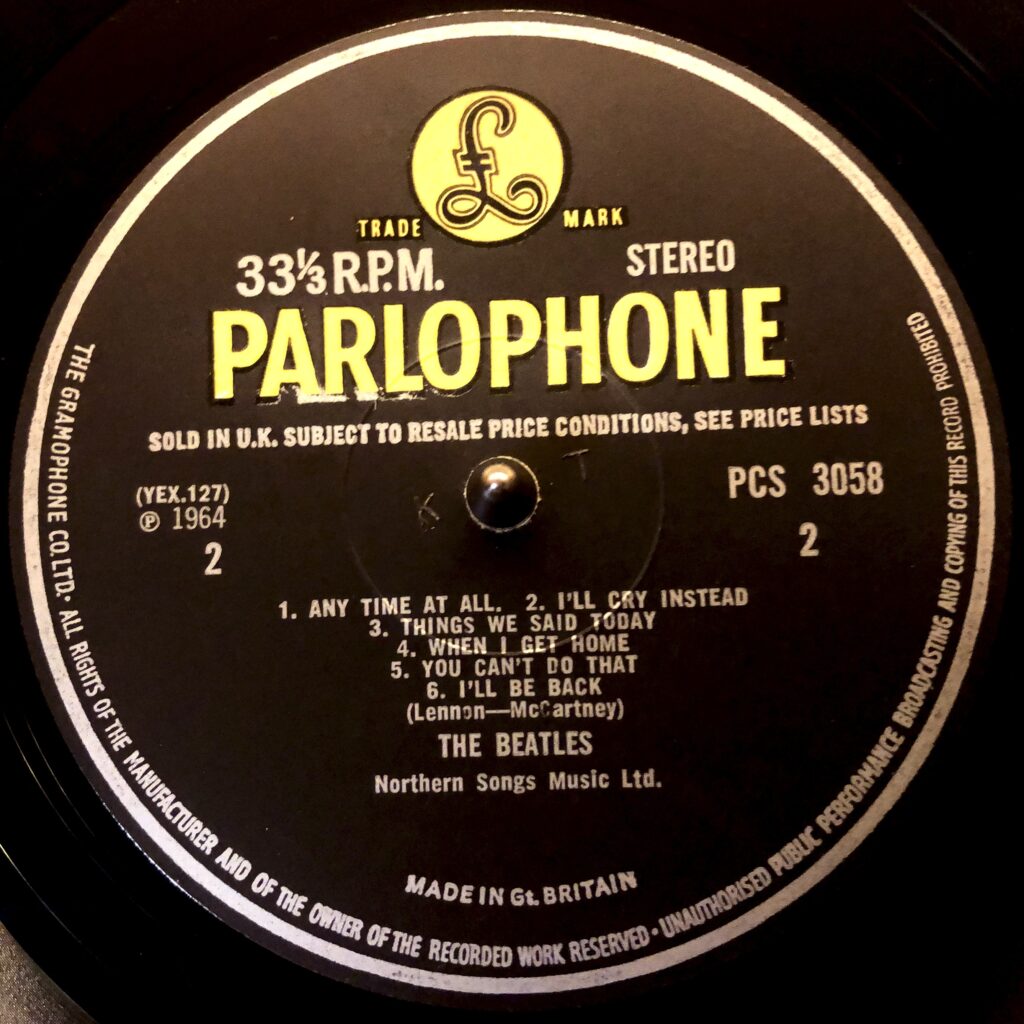 £
TRADE MARK
33⅓ R.P.M. STEREO
PARLOPHONE
SOLD IN U.K. SUBJECT TO RESALE PRICE CONDITIONS, SEE PRICE LISTS
K T
(YEX.127) PCS 3058
℗ 1964
2 2
1. ANY TIME AT ALL. 2. I'LL CRY INSTEAD
3. THINGS WE SAID TODAY
4. WHEN I GET HOME
5. YOU CAN'T DO THAT
6. I'LL BE BACK
(Lennon—McCartney)
THE BEATLES
Northern Songs Music Ltd.
MADE IN Gt. BRITAIN
THE GRAMOPHONE CO. LTD. · ALL RIGHTS OF THE MANUFACTURER AND OF THE OWNER OF THE RECORDED WORK RESERVED · UNAUTHORISED PUBLIC PERFORMANCE BROADCASTING AND COPYING OF THIS RECORD PROHIBITED